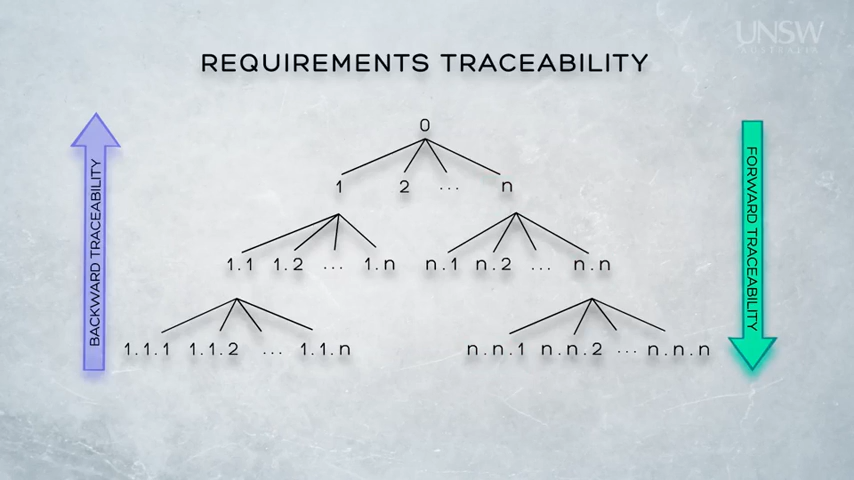 UNSW
AUSTRALIA
REQUIREMENTS TRACEABILITY
BACKWARD TRACEABILITY
FORWARD TRACEABILITY
0
1 2 ... n
1.1 1.2 ... 1.n n.1 n.2 ... n.n
1.1.1 1.1.2 ... 1.1.n n.n.1 n.n.2 ... n.n.n